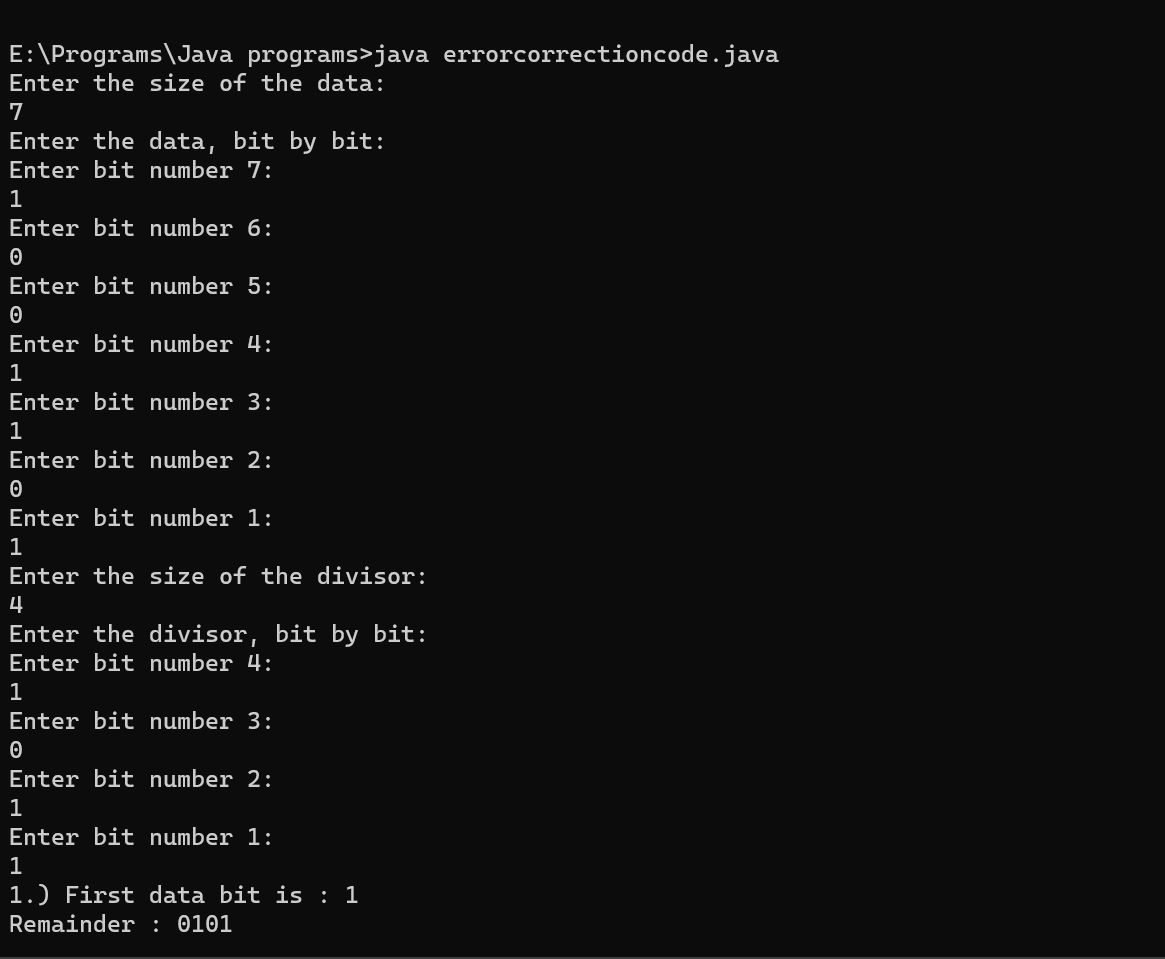 E:\Programs\Java programs>java errorcorrectioncode.java
Enter the size of the data:
7
Enter the data, bit by bit:
Enter bit number 7:
1
Enter bit number 6:
0
Enter bit number 5:
0
Enter bit number 4:
1
Enter bit number 3:
1
Enter bit number 2:
0
Enter bit number 1:
1
Enter the size of the divisor:
4
Enter the divisor, bit by bit:
Enter bit number 4:
1
Enter bit number 3:
0
Enter bit number 2:
1
Enter bit number 1:
1
1.) First data bit is : 1
Remainder : 0101